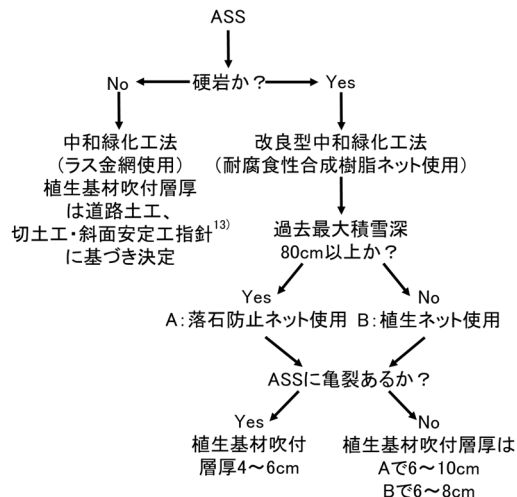 ASS
No 硬岩か？ Yes
中和緑化工法
（ラス金網使用）
植生基材吹付層厚
は道路土工、
切土工・斜面安定工指針13)
に基づき決定
改良型中和緑化工法
（耐腐食性合成樹脂ネット使用）
過去最大積雪深
80cm以上か？
Yes
A：落石防止ネット使用
No
B：植生ネット使用
ASSに亀裂あるか？
Yes
植生基材吹付
層厚4～6cm
No
植生基材吹付層厚は
Aで6～10cm
Bで6～8cm